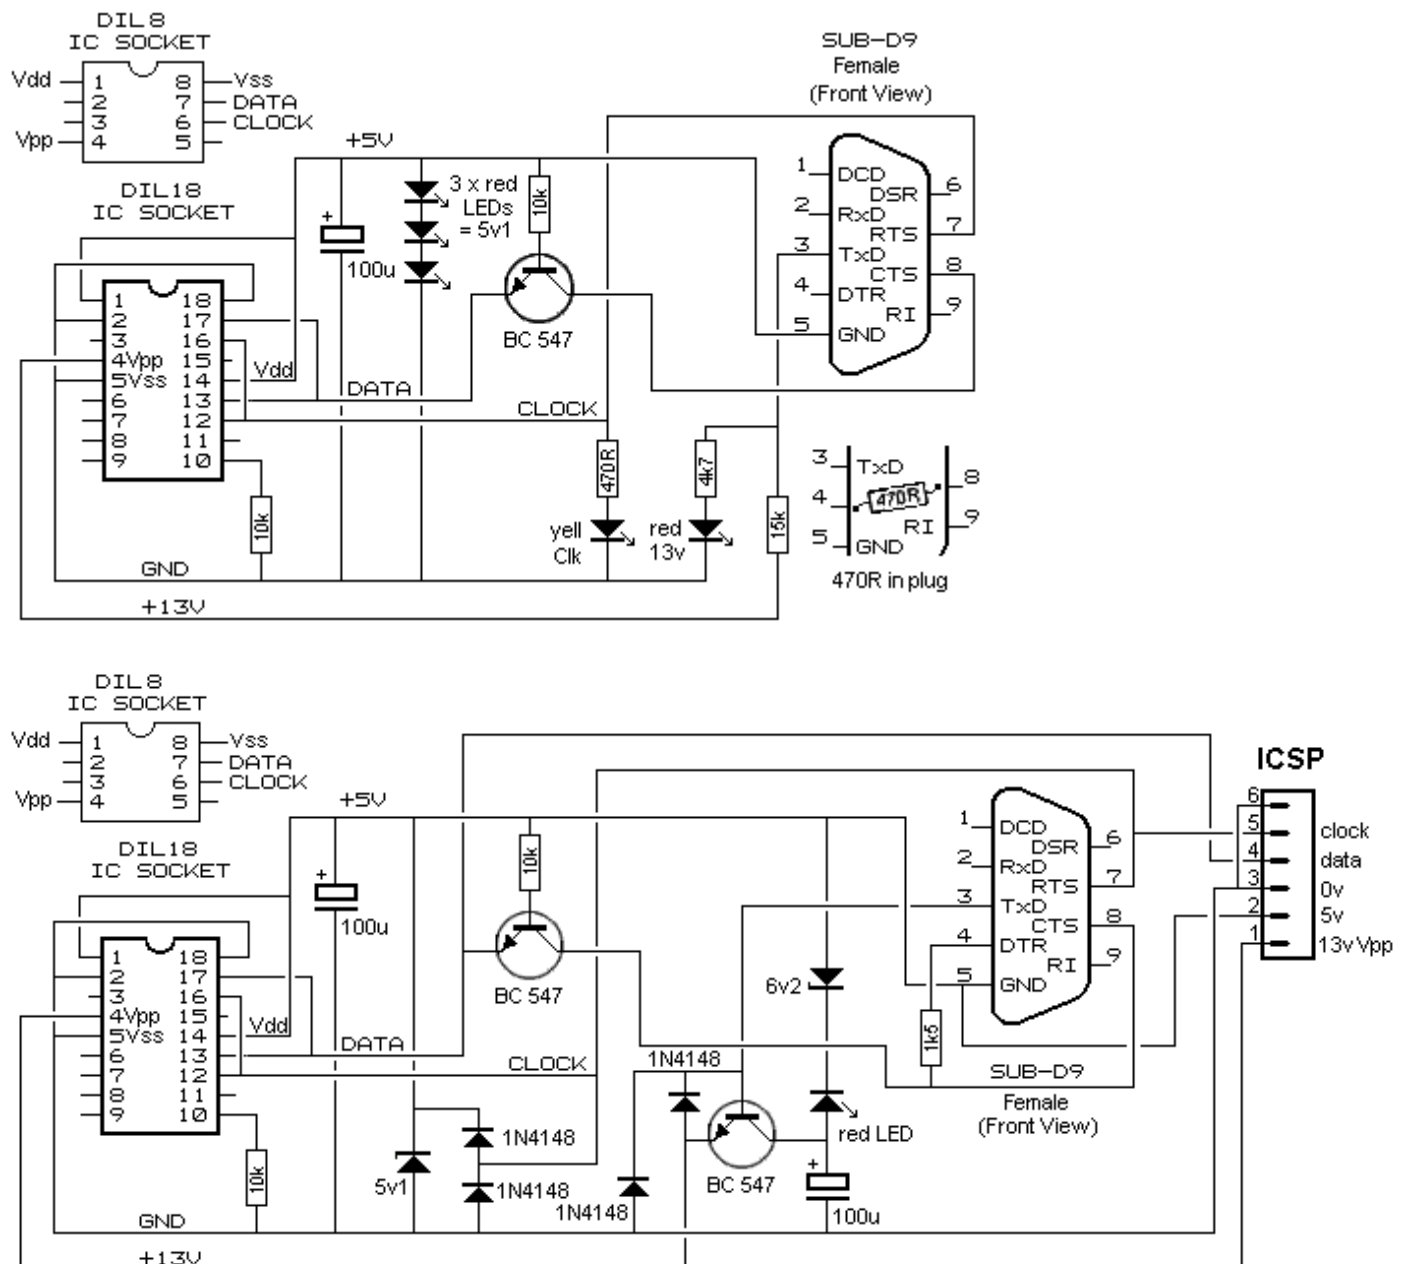 DIL8
IC SOCKET
Vdd
1
2
3
4
8
7
6
5
Vss
DATA
CLOCK
Vpp
SUB-D9
Female
(Front View)
+5V
DIL18
IC SOCKET
+
100u
3 x red
LEDs
= 5v1
10k
BC 547
1
2
3
4
5
DCD
RxD
TxD
DTR
GND
DSR
RTS
CTS
RI
6
7
8
9
1
2
3
4Vpp
5Vss
6
7
8
9
18
17
16
15
14
13
12
11
10
Vdd
DATA
CLOCK
10k
470R
4k7
15k
yell
Clk
red
13v
3
4
5
TxD
470R
RI
GND
8
9
470R in plug
GND
+13V
DIL8
IC SOCKET
Vdd
1
2
3
4
8
7
6
5
Vss
DATA
CLOCK
Vpp
+5V
ICSP
6
5
4
3
2
1
clock
data
0v
5v
13v Vpp
DIL18
IC SOCKET
+
100u
10k
BC 547
1
2
3
4
5
DCD
RxD
TxD
DTR
GND
DSR
RTS
CTS
RI
6
7
8
9
1
2
3
4Vpp
5Vss
6
7
8
9
18
17
16
15
14
13
12
11
10
Vdd
DATA
CLOCK
6v2
1k5
1N4148
SUB-D9
Female
(Front View)
red LED
10k
5v1
1N4148
1N4148
1N4148
BC 547
+
100u
GND
+13V